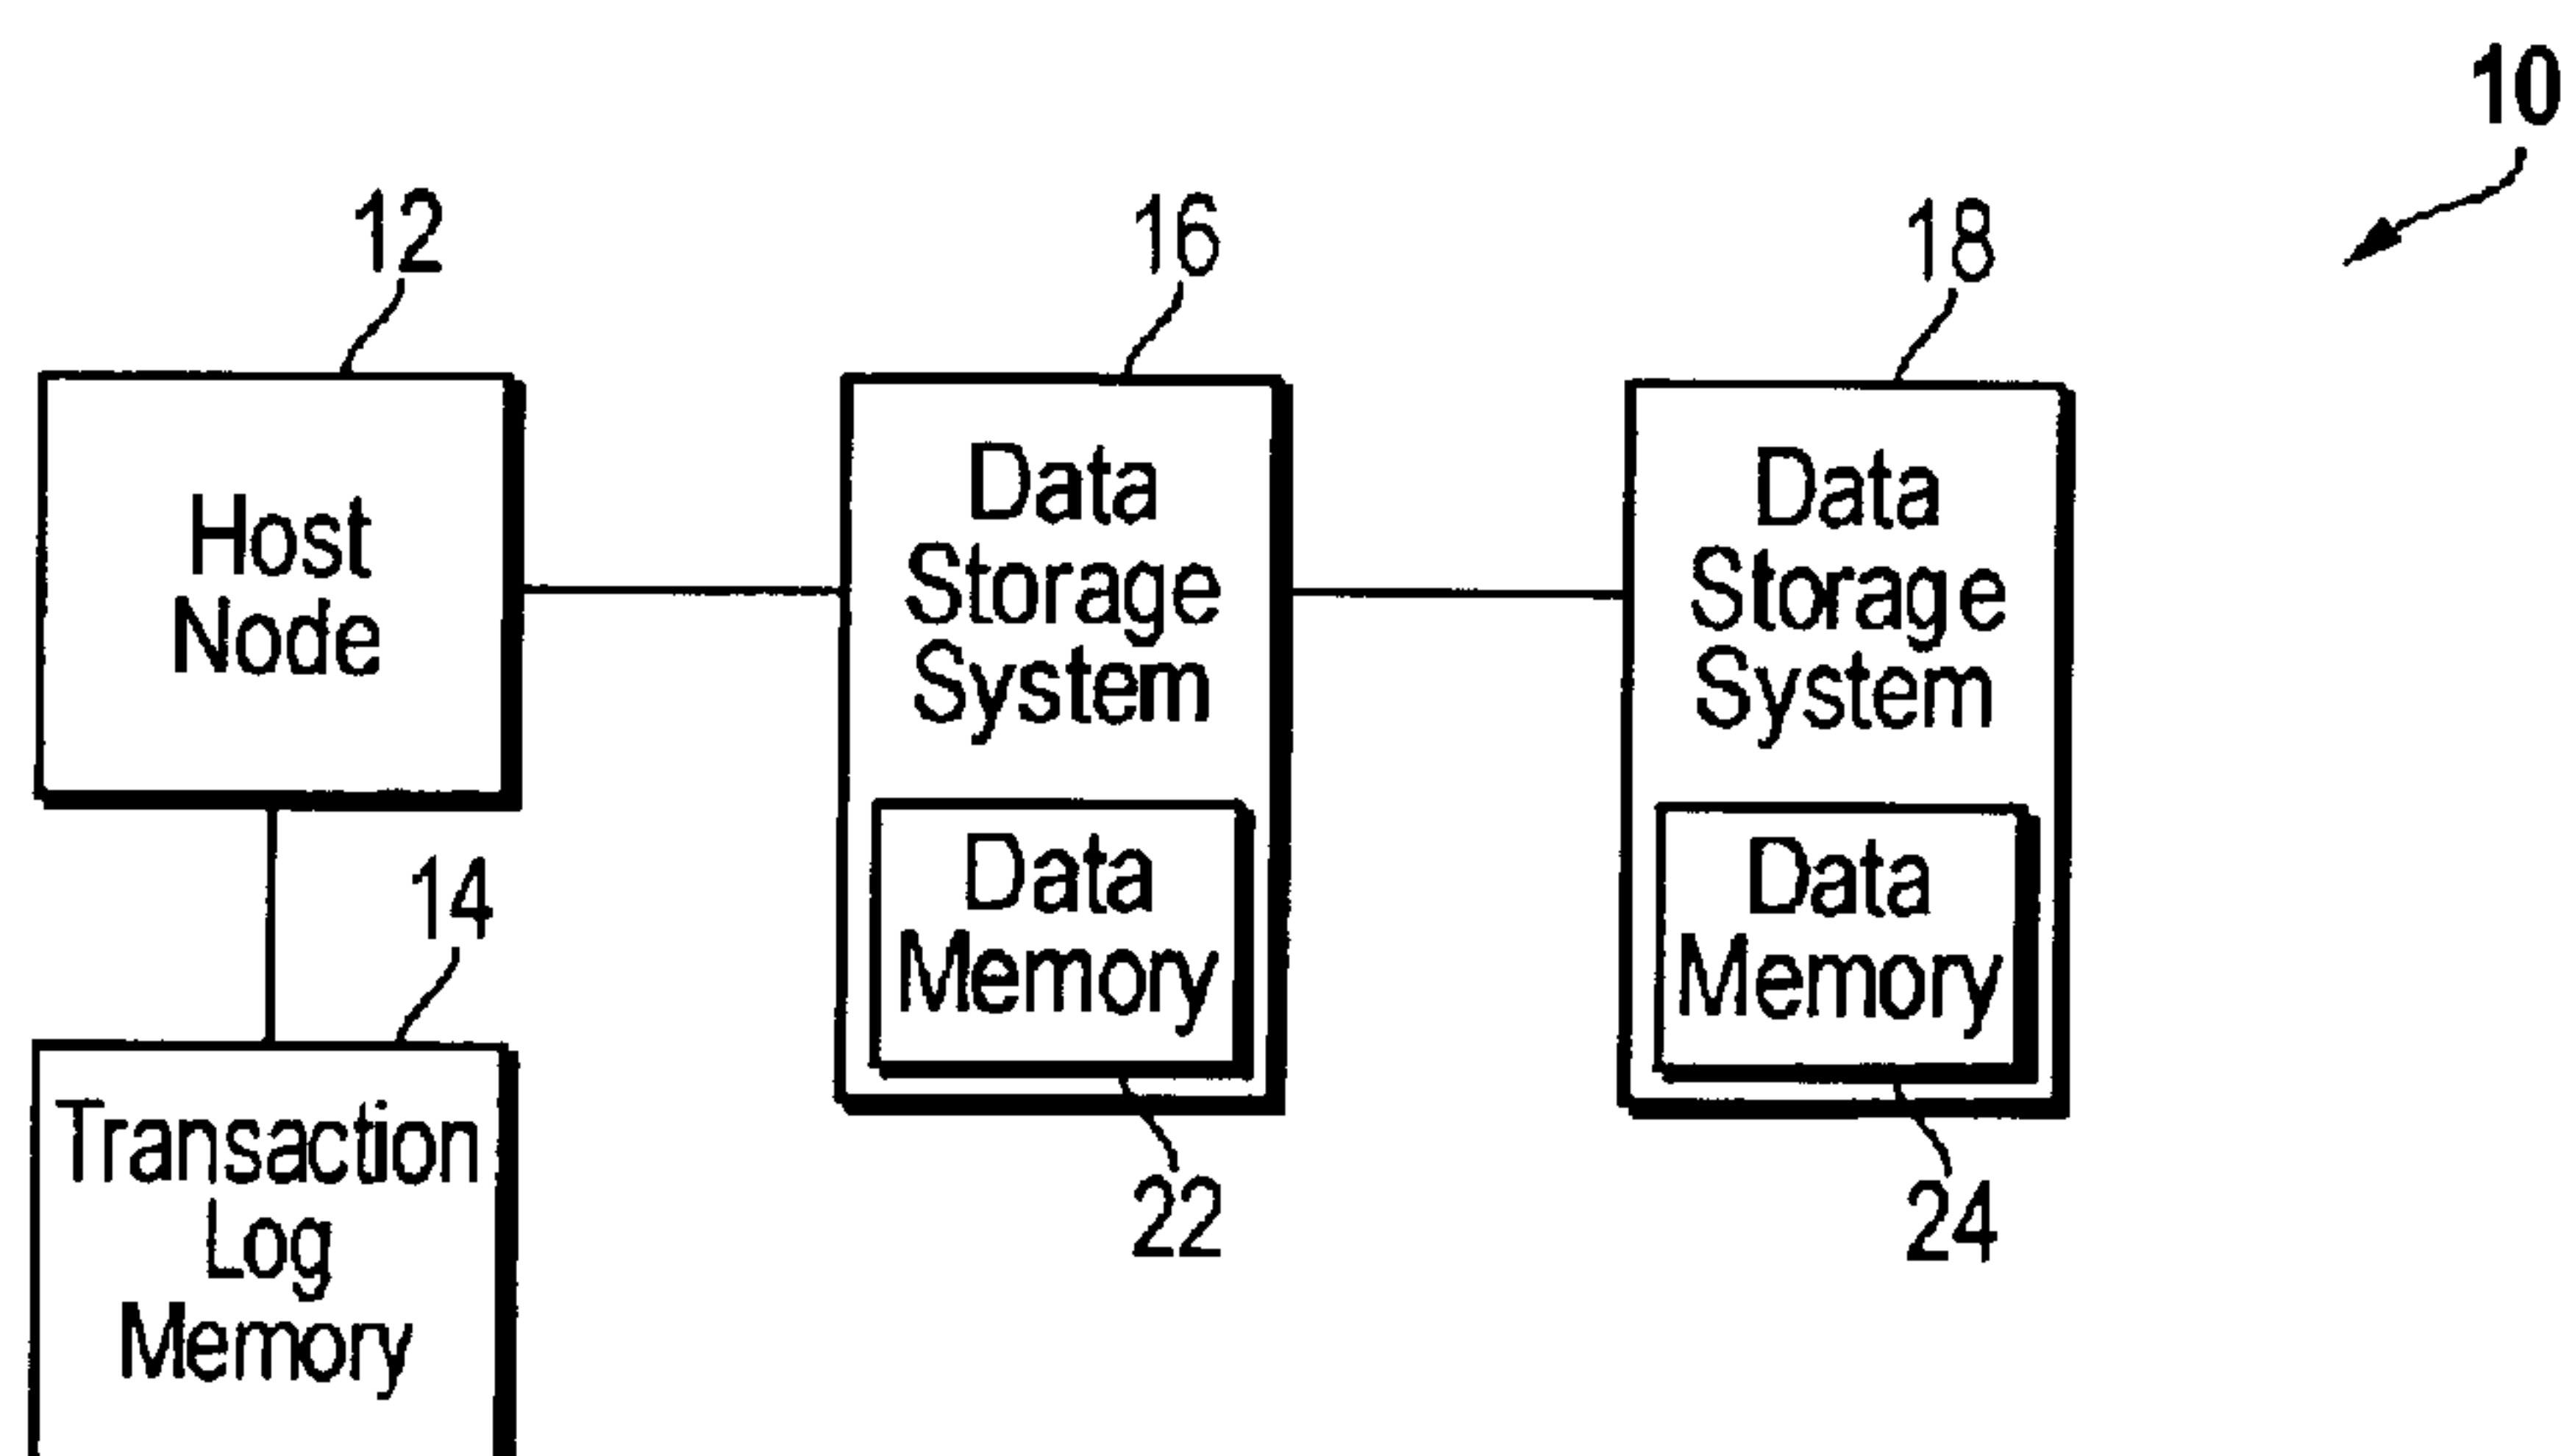 10
12
16
18
Host
Node
Data
Storage
System
Data
Memory
Data
Storage
System
Data
Memory
14
Transaction
Log
Memory
22
24